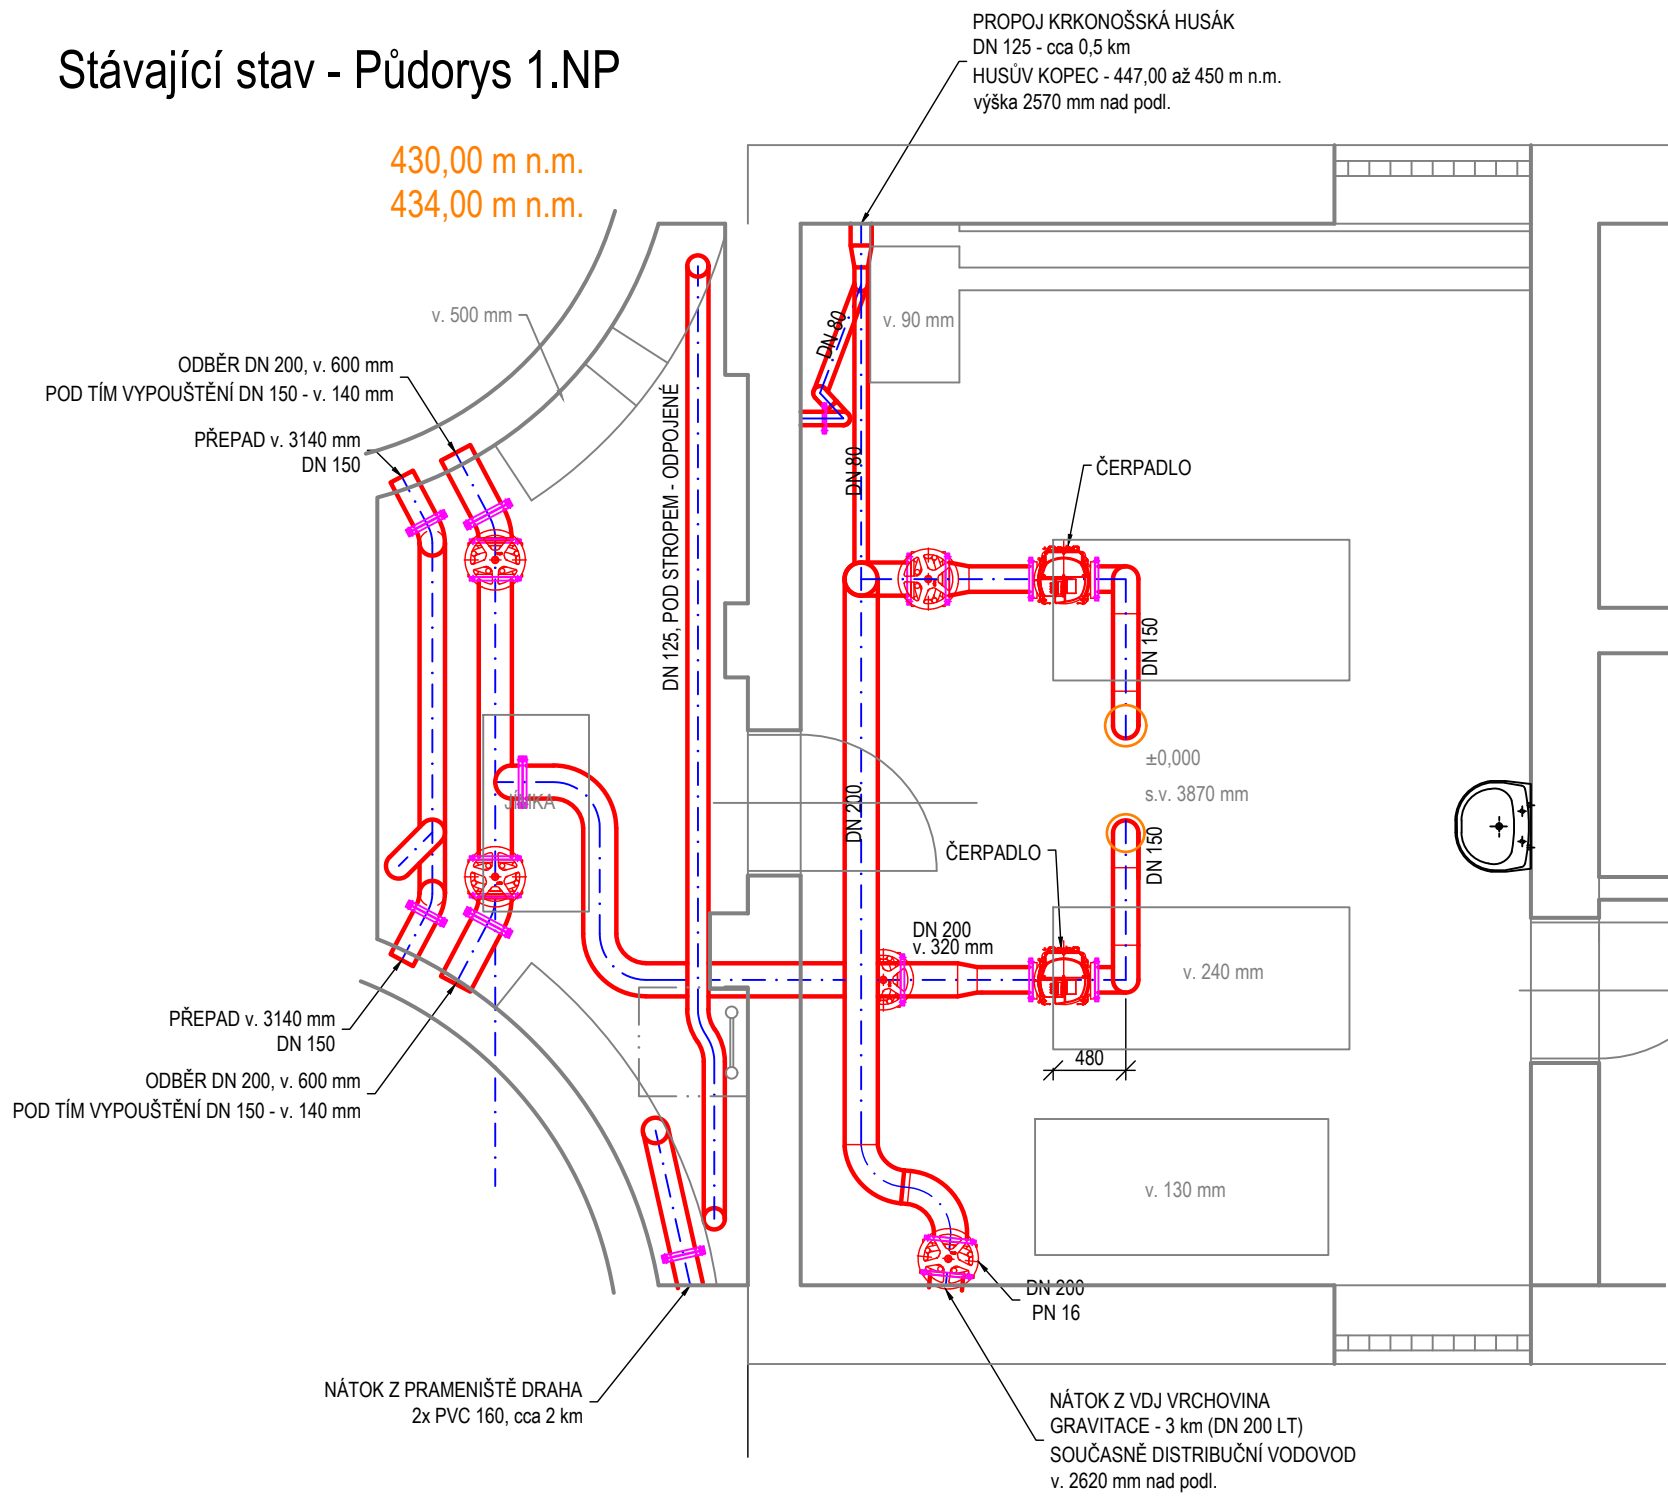 Stávající stav - Půdorys 1.NP
PROPOJ KRKONOŠSKÁ HUSÁK
DN 125 - cca 0,5 km
HUSŮV KOPEC - 447,00 až 450 m n.m.
výška 2570 mm nad podl.
430,00 m n.m.
434,00 m n.m.
v. 500 mm
v. 90 mm
DN 80
ODBĚR DN 200, v. 600 mm
POD TÍM VYPOUŠTĚNÍ DN 150 - v. 140 mm
PŘEPAD v. 3140 mm
DN 150
DN 125, POD STROPEM - ODPOJENÉ
DN 80
ČERPADLO
DN 150
±0,000
s.v. 3870 mm
JÍMKA
DN 200
ČERPADLO
DN 150
DN 200
v. 320 mm
v. 240 mm
480
PŘEPAD v. 3140 mm
DN 150
ODBĚR DN 200, v. 600 mm
POD TÍM VYPOUŠTĚNÍ DN 150 - v. 140 mm
v. 130 mm
DN 200
PN 16
NÁTOK Z PRAMENIŠTĚ DRAHA
2x PVC 160, cca 2 km
NÁTOK Z VDJ VRCHOVINA
GRAVITACE - 3 km (DN 200 LT)
SOUČASNĚ DISTRIBUČNÍ VODOVOD
v. 2620 mm nad podl.